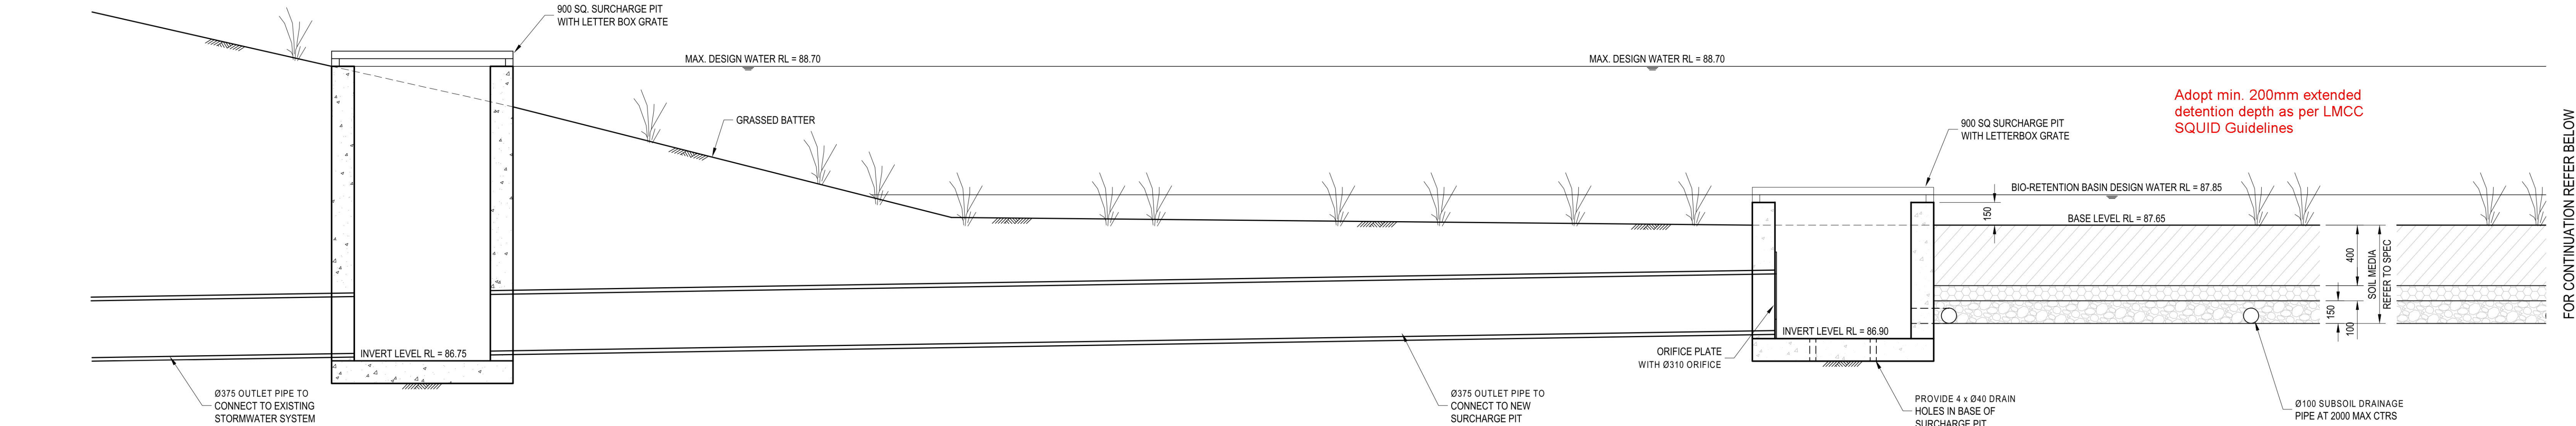 900 SQ. SURCHARGE PIT
WITH LETTER BOX GRATE
MAX. DESIGN WATER RL = 88.70
MAX. DESIGN WATER RL = 88.70
Adopt min. 200mm extended
detention depth as per LMCC
SQUID Guidelines
GRASSED BATTER
900 SQ SURCHARGE PIT
WITH LETTERBOX GRATE
BIO-RETENTION BASIN DESIGN WATER RL = 87.85
150
BASE LEVEL RL = 87.65
400
SOIL MEDIA
REFER TO SPEC
150
100
INVERT LEVEL RL = 86.90
INVERT LEVEL RL = 86.75
ORIFICE PLATE
WITH Ø310 ORIFICE
Ø375 OUTLET PIPE TO
CONNECT TO EXISTING
STORMWATER SYSTEM
Ø375 OUTLET PIPE TO
CONNECT TO NEW
SURCHARGE PIT
PROVIDE 4 x Ø40 DRAIN
HOLES IN BASE OF
SURCHARGE PIT
Ø100 SUBSOIL DRAINAGE
PIPE AT 2000 MAX CTRS
FOR CONTINUATION REFER BELOW